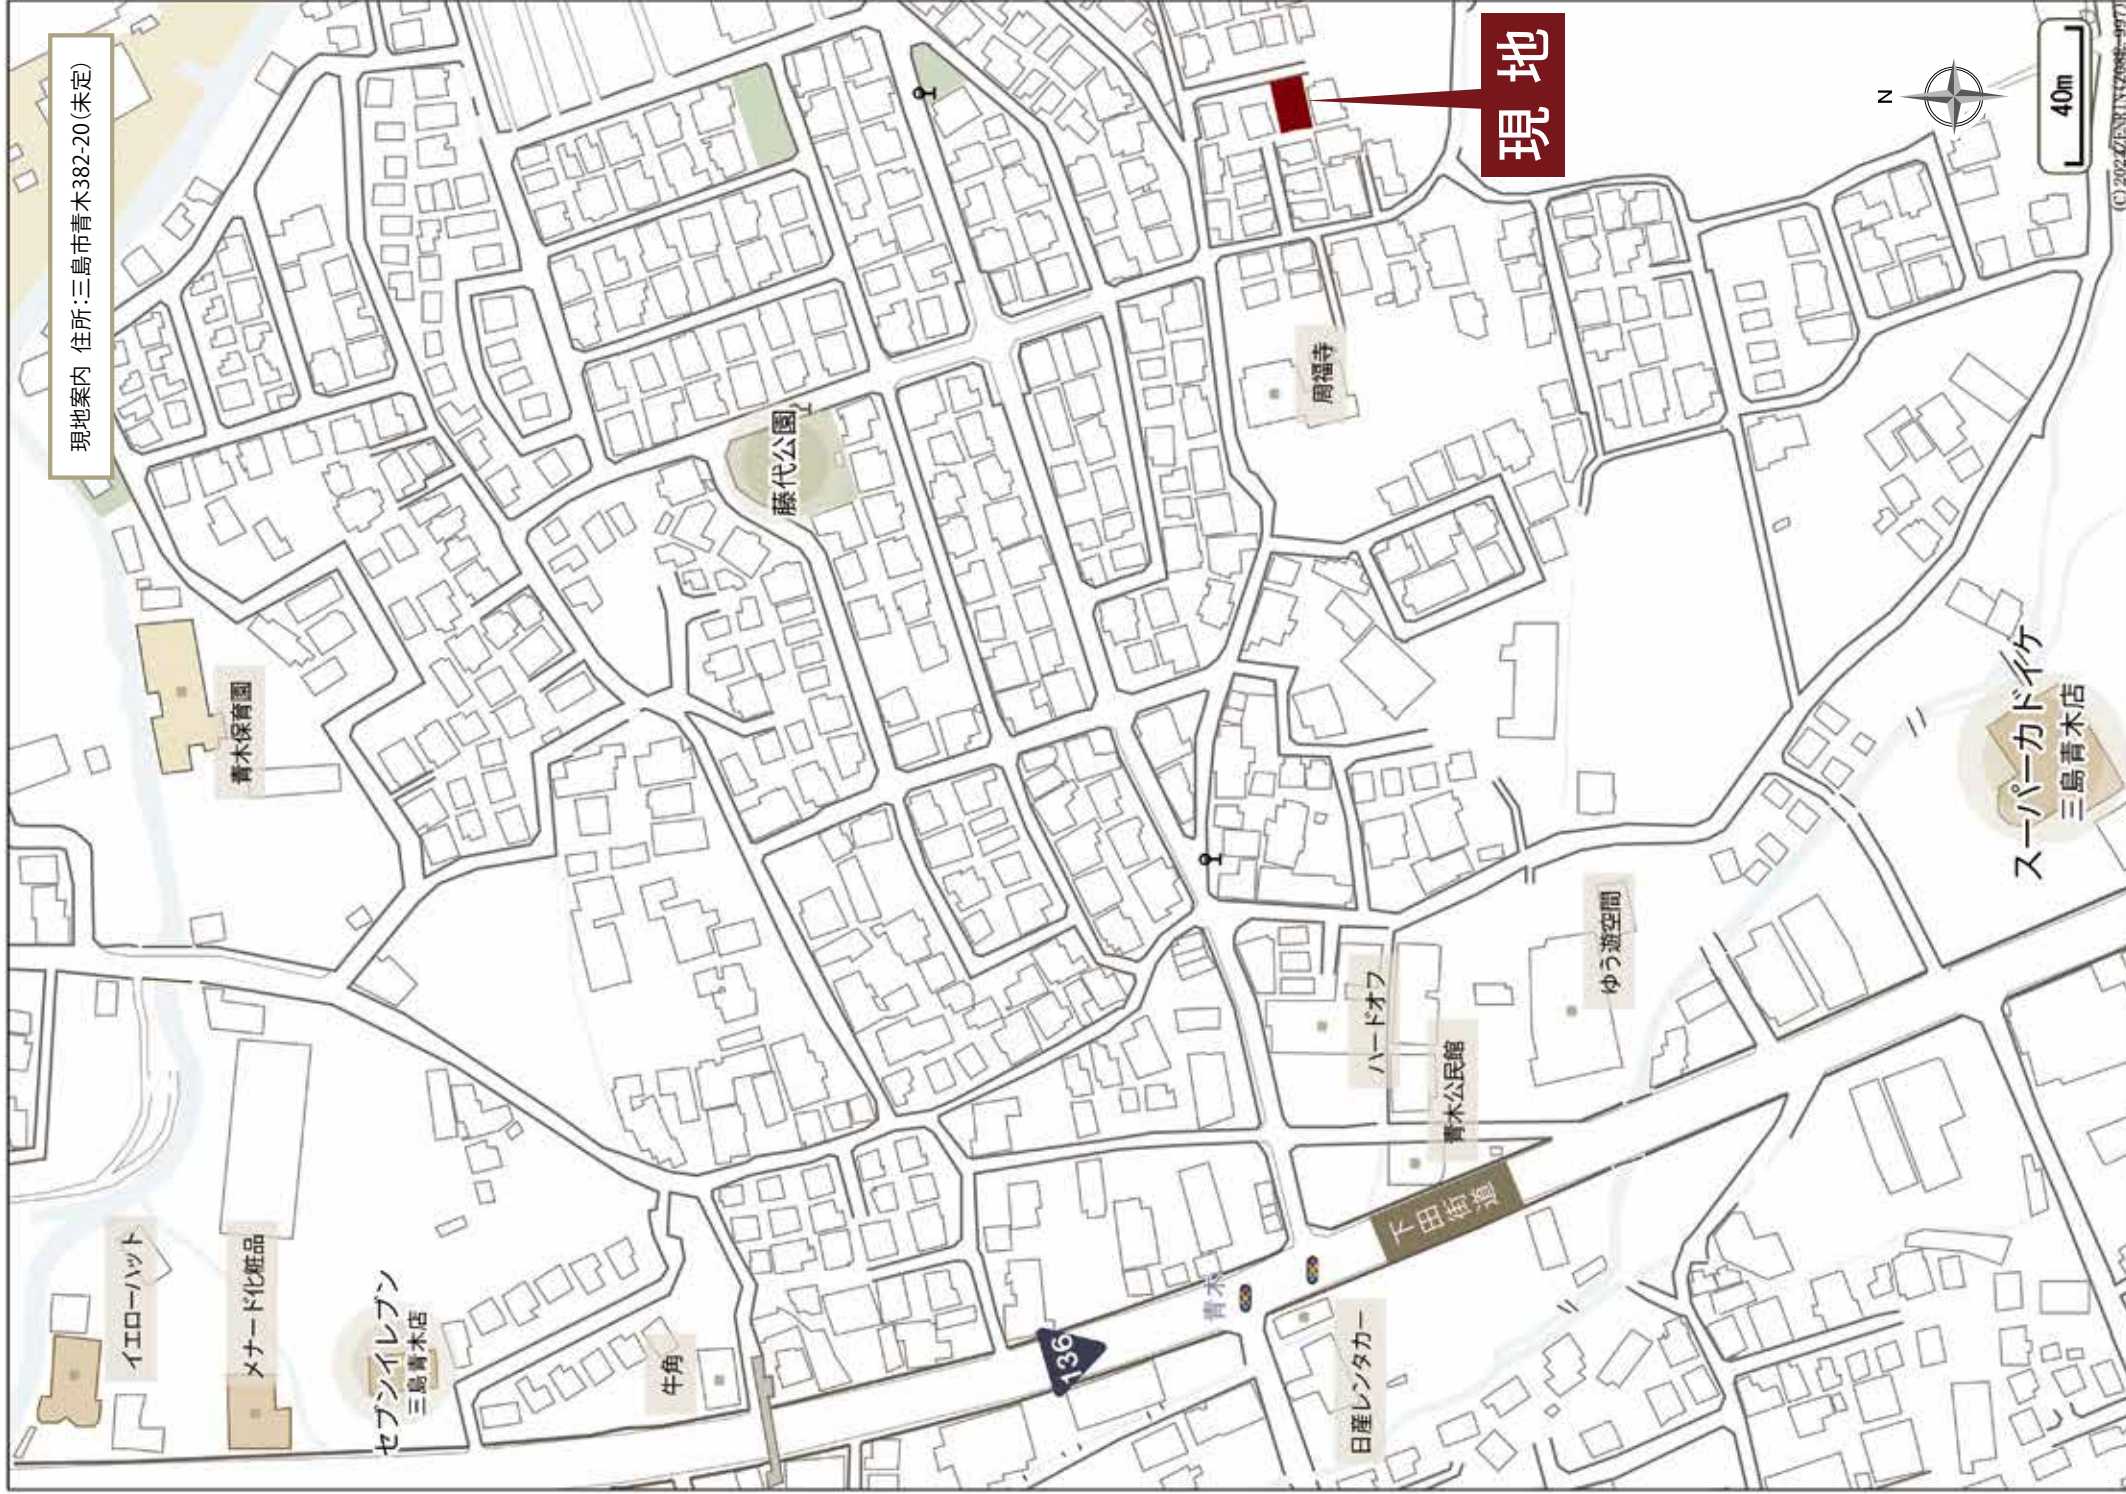 現地案内 住所:三島市青木382-20(未定)
現 地
N
40m
藤代公園
周福寺
青木保育園
スーパーカドイケ
三島青木店
ゆう遊空間
ハードオフ
青木公民館
下田街道
青木
136
イエローハット
メナード化粧品
セブンイレブン
三島青木店
牛角
日産レンタカー